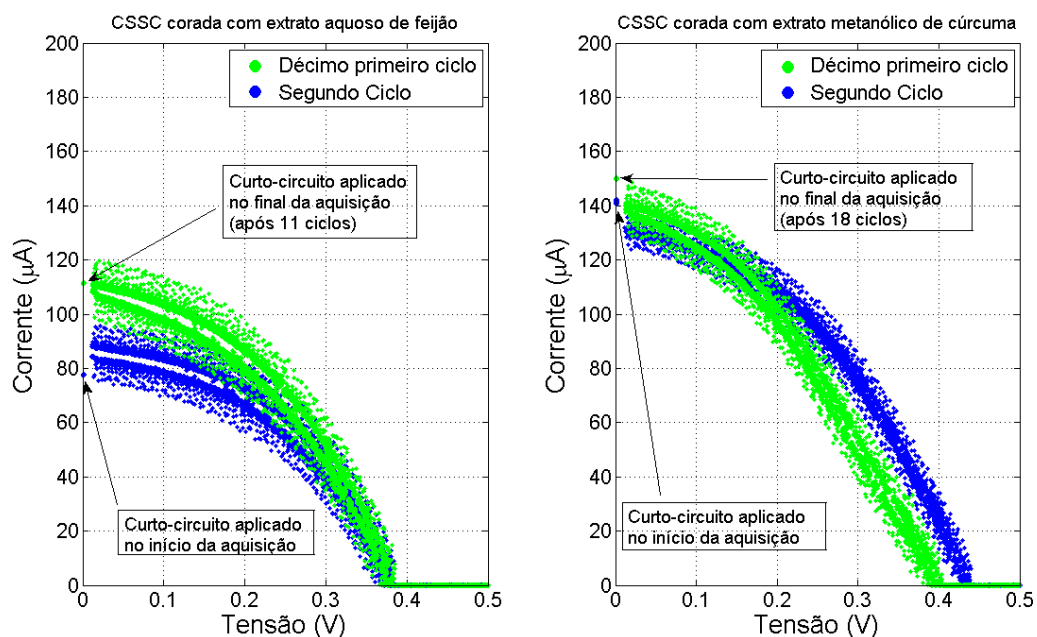 CSSC corada com extrato aquoso de feijão
200
180
160
140
120
100
80
60
40
20
0
Corrente (μA)
Décimo primeiro ciclo
Segundo Ciclo
Curto-circuito aplicado
no final da aquisição
(após 11 ciclos)
Curto-circuito aplicado
no início da aquisição
0
0.1
0.2
0.3
0.4
0.5
Tensão (V)
CSSC corada com extrato metanólico de cúrcuma
200
180
160
140
120
100
80
60
40
20
0
Corrente (μA)
Décimo primeiro ciclo
Segundo Ciclo
Curto-circuito aplicado
no final da aquisição
(após 18 ciclos)
Curto-circuito aplicado
no início da aquisição
0
0.1
0.2
0.3
0.4
0.5
Tensão (V)